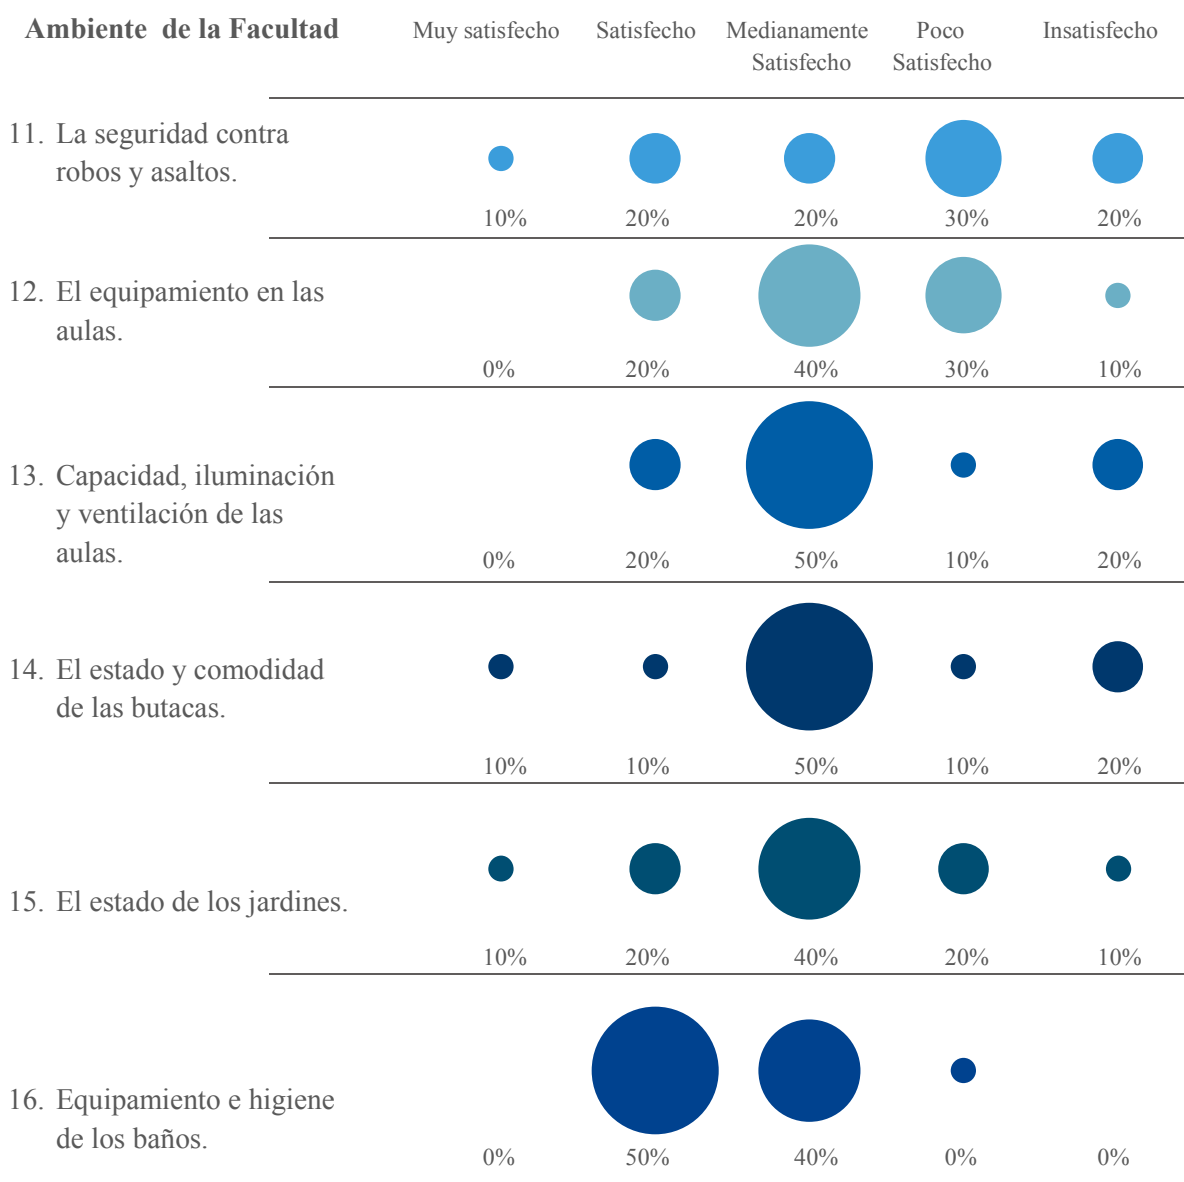 Ambiente de la Facultad Muy satisfecho Satisfecho Medianamente Satisfecho Poco Satisfecho Insatisfecho
11. La seguridad contra
robos y asaltos.
10% 20% 20% 30% 20%
12. El equipamiento en las
aulas.
0% 20% 40% 30% 10%
13. Capacidad, iluminación
y ventilación de las
aulas.
0% 20% 50% 10% 20%
14. El estado y comodidad
de las butacas.
10% 10% 50% 10% 20%
15. El estado de los jardines.
10% 20% 40% 20% 10%
16. Equipamiento e higiene
de los baños.
0% 50% 40% 0% 0%